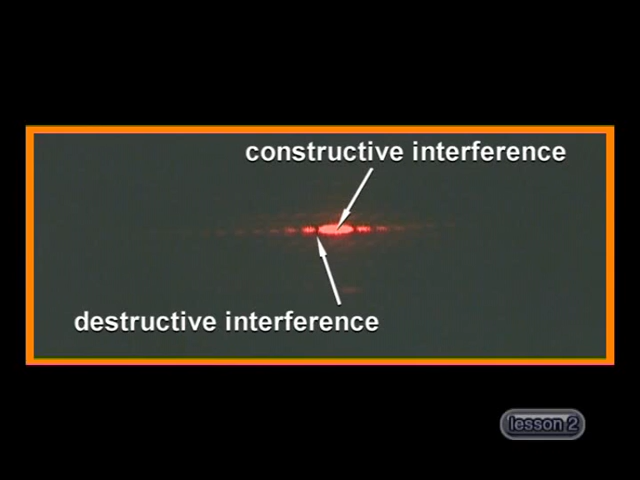 constructive interference
destructive interference
lesson 2